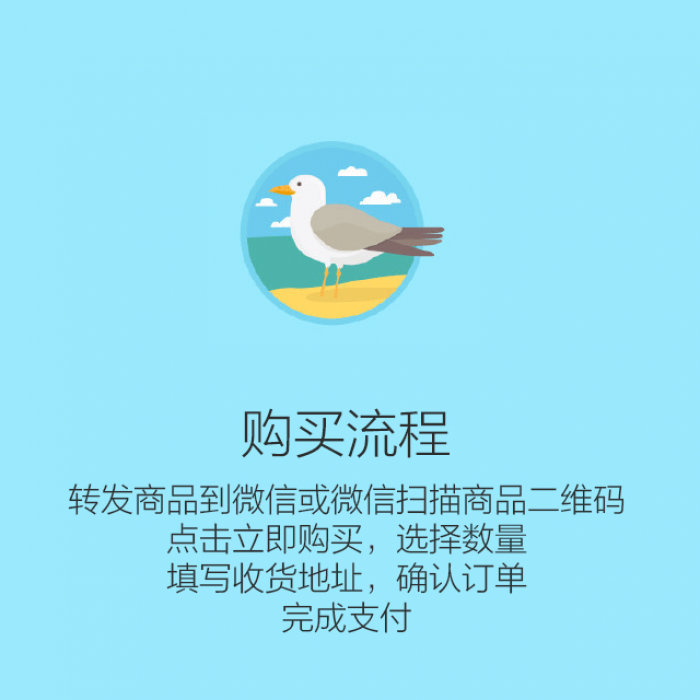 购买流程
转发商品到微信或微信扫描商品二维码
点击立即购买，选择数量
填写收货地址，确认订单
完成支付